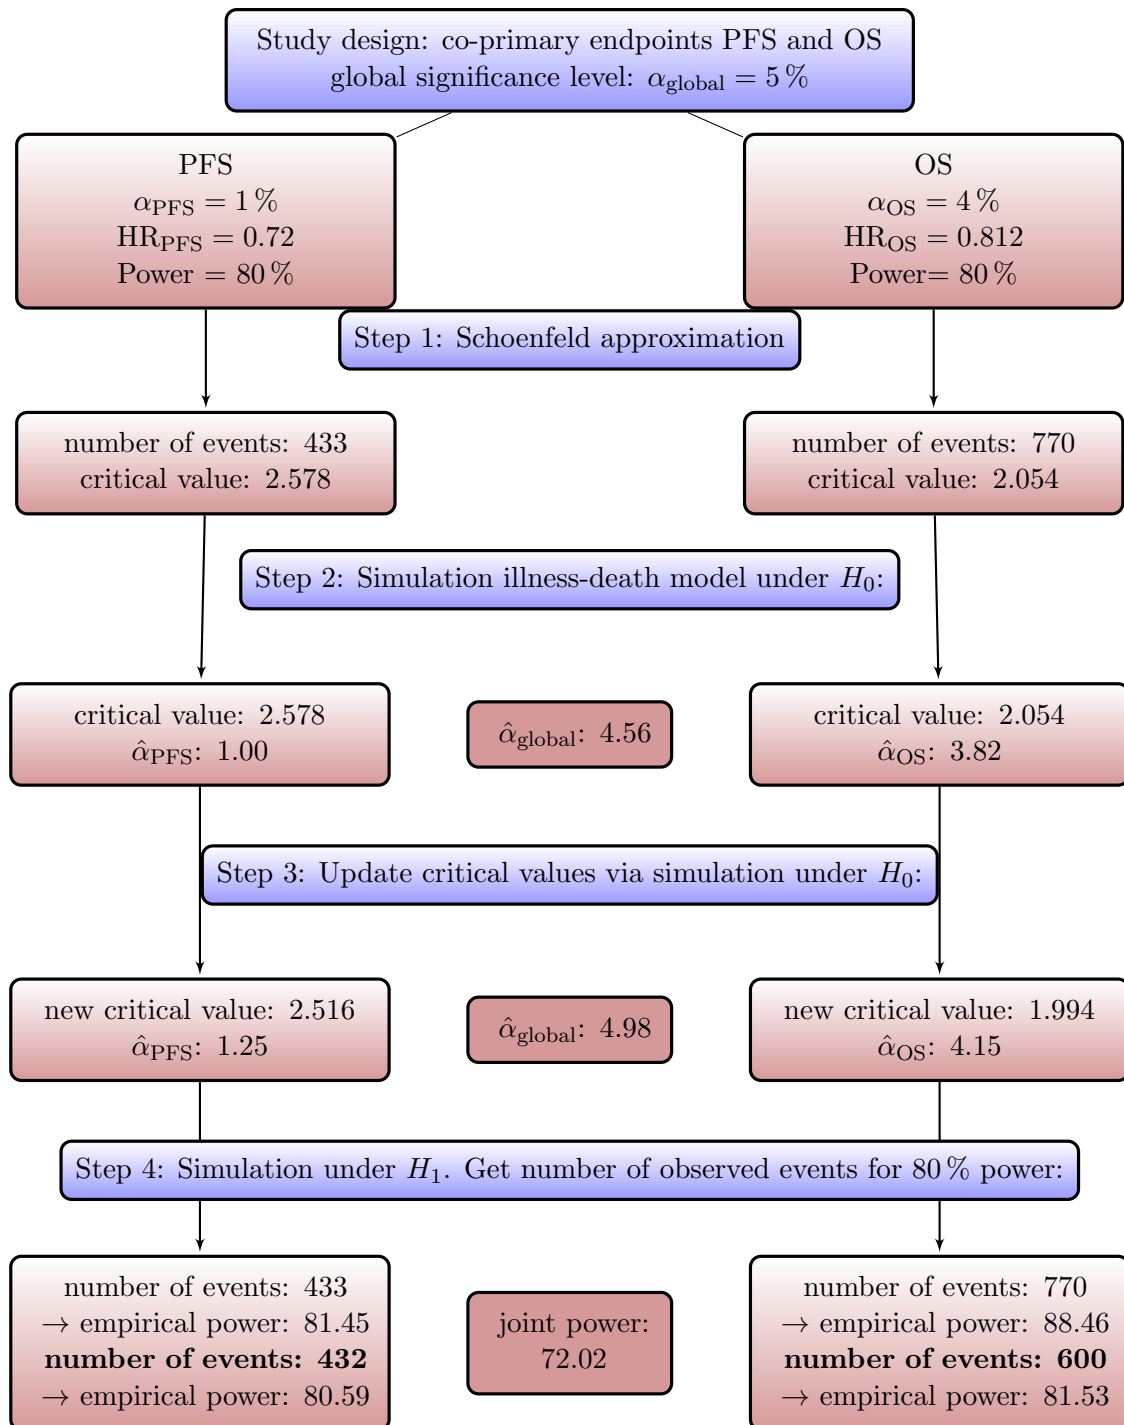 Study design: co-primary endpoints PFS and OS
global significance level: α_global = 5 %
PFS
α_PFS = 1 %
HR_PFS = 0.72
Power = 80 %
OS
α_OS = 4 %
HR_OS = 0.812
Power= 80 %
Step 1: Schoenfeld approximation
number of events: 433
critical value: 2.578
number of events: 770
critical value: 2.054
Step 2: Simulation illness-death model under H₀:
critical value: 2.578
α̂_PFS: 1.00
α̂_global: 4.56
critical value: 2.054
α̂_OS: 3.82
Step 3: Update critical values via simulation under H₀:
new critical value: 2.516
α̂_PFS: 1.25
α̂_global: 4.98
new critical value: 1.994
α̂_OS: 4.15
Step 4: Simulation under H₁. Get number of observed events for 80 % power:
number of events: 433
→ empirical power: 81.45
number of events: 432
→ empirical power: 80.59
joint power:
72.02
number of events: 770
→ empirical power: 88.46
number of events: 600
→ empirical power: 81.53